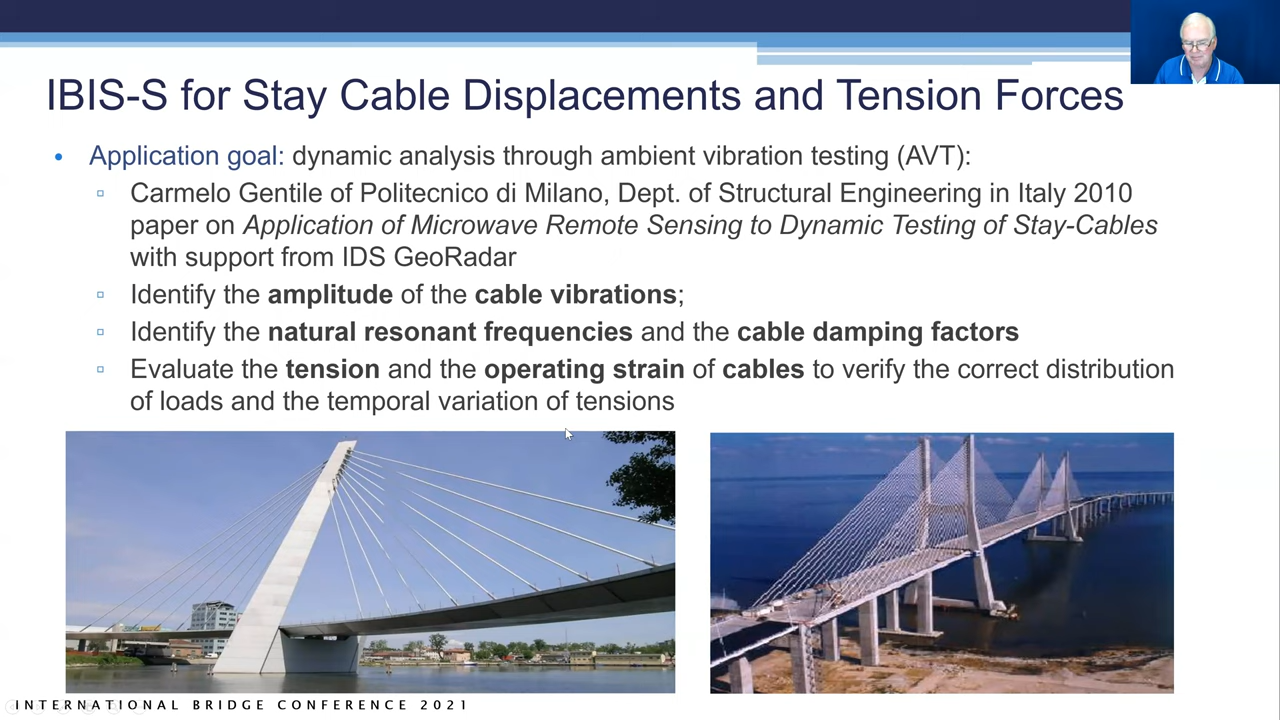 IBIS-S for Stay Cable Displacements and Tension Forces
• Application goal: dynamic analysis through ambient vibration testing (AVT):
▫ Carmelo Gentile of Politecnico di Milano, Dept. of Structural Engineering in Italy 2010
paper on Application of Microwave Remote Sensing to Dynamic Testing of Stay-Cables
with support from IDS GeoRadar
▫ Identify the amplitude of the cable vibrations;
▫ Identify the natural resonant frequencies and the cable damping factors
▫ Evaluate the tension and the operating strain of cables to verify the correct distribution
of loads and the temporal variation of tensions
INTERNATIONAL BRIDGE CONFERENCE 2021